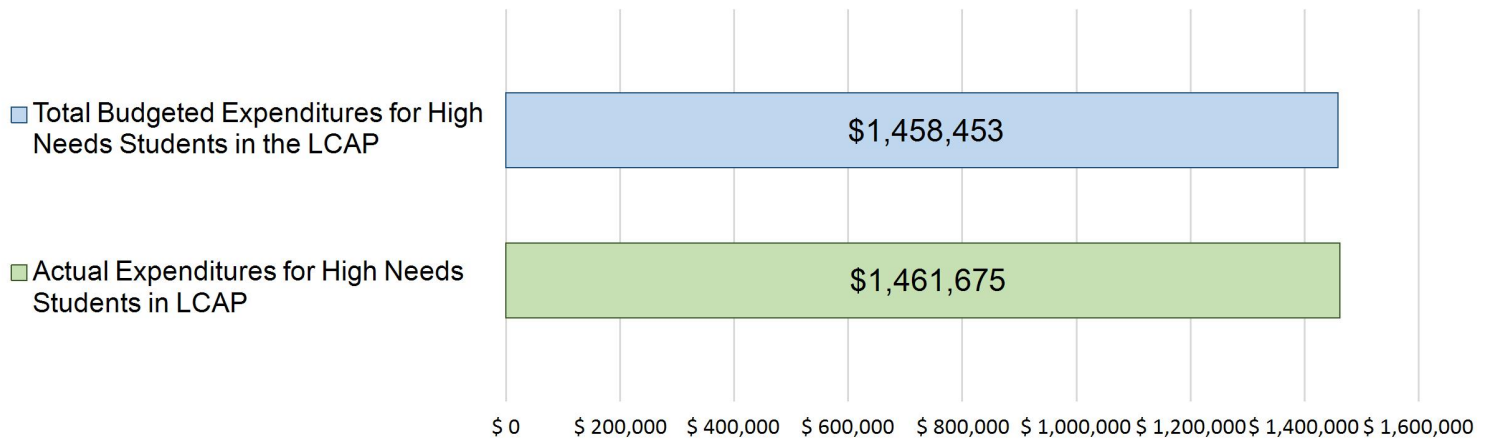 Total Budgeted Expenditures for High
Needs Students in the LCAP
$1,458,453
Actual Expenditures for High Needs
Students in LCAP
$1,461,675
$ 0 $ 200,000 $ 400,000 $ 600,000 $ 800,000 $ 1,000,000 $ 1,200,000 $ 1,400,000 $ 1,600,000